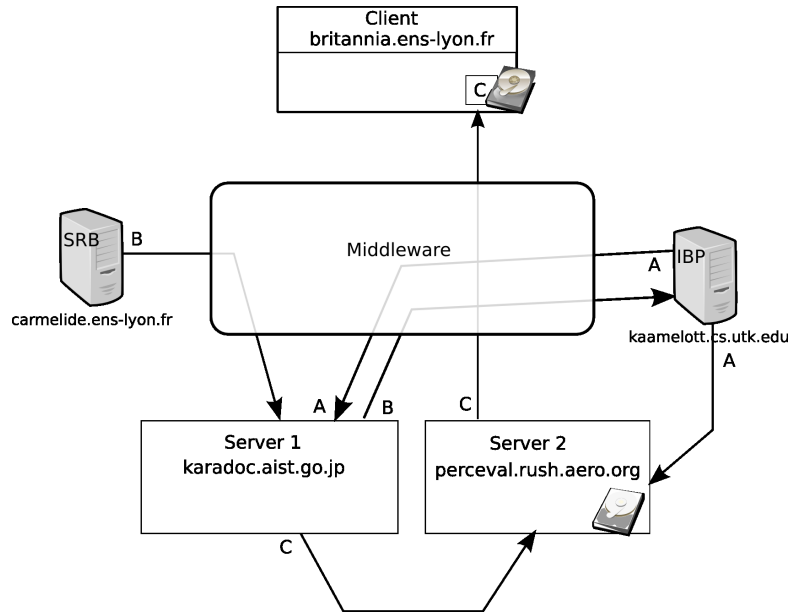 Client
britannia.ens-lyon.fr
C
SRB
B
Middleware
IBP
A
carmelide.ens-lyon.fr
kaamelott.cs.utk.edu
A
A
B
C
Server 1
karadoc.aist.go.jp
Server 2
perceval.rush.aero.org
C